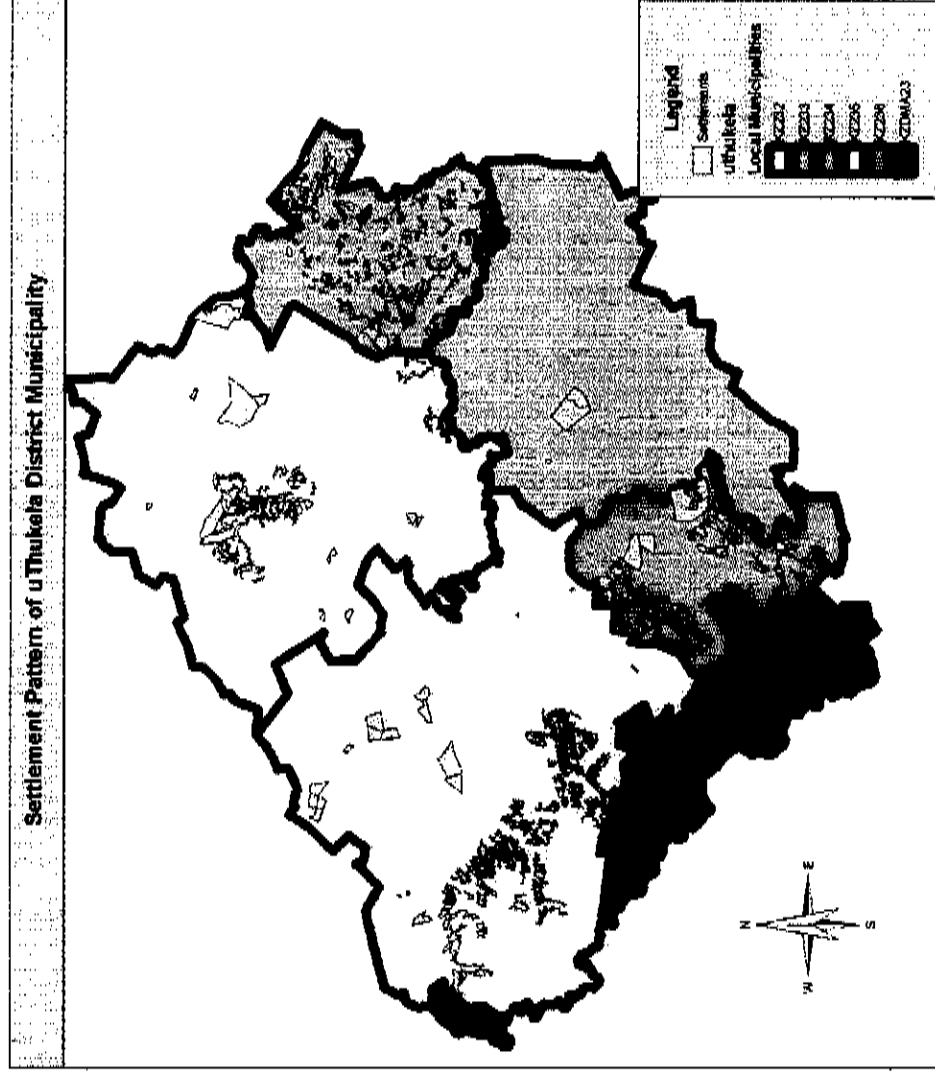 Settlement Pattern of uThukela District Municipality
Legend
Settlements
uThukela
Local Municipalities
KZ232
KZ233
KZ234
KZ235
KZ236
KZDMA23
N
W
E
S